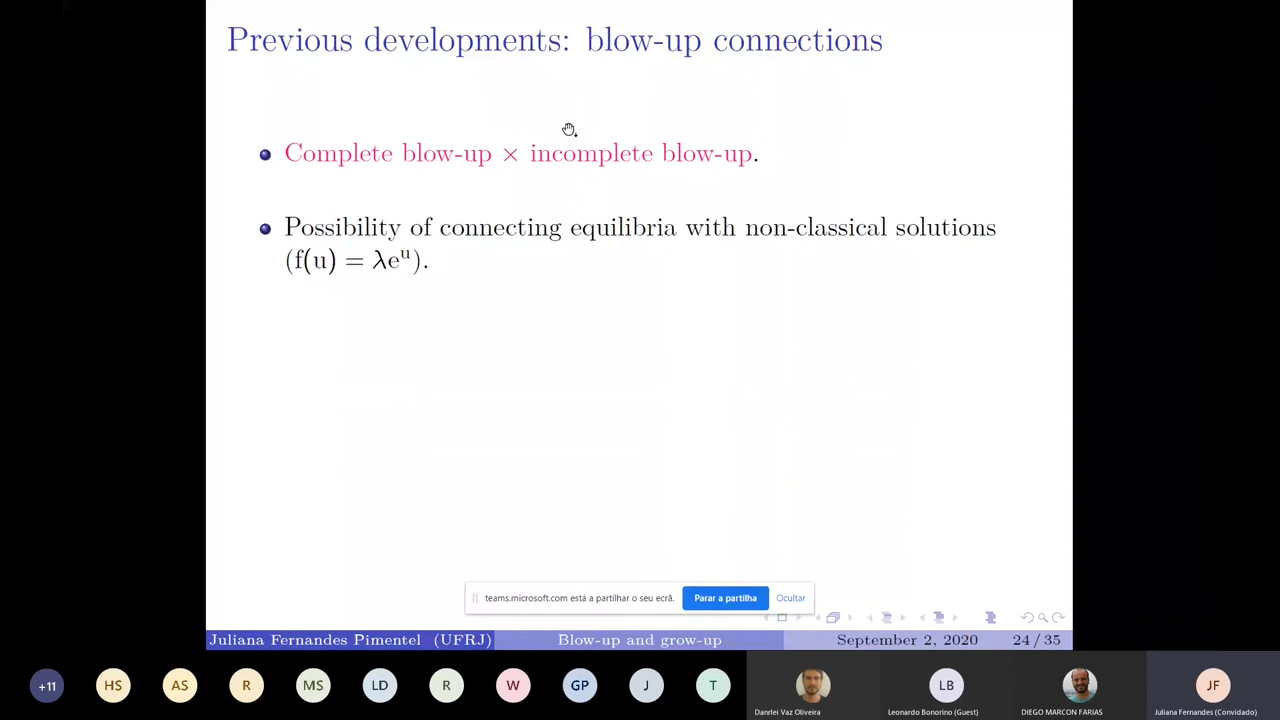 Previous developments: blow-up connections
Complete blow-up × incomplete blow-up.
Possibility of connecting equilibria with non-classical solutions
(f(u) = λeᵘ).
teams.microsoft.com está a partilhar o seu ecrã. Parar a partilha Ocultar
Juliana Fernandes Pimentel (UFRJ) Blow-up and grow-up September 2, 2020 24 / 35
+11 HS AS R MS LD R W GP J T LB JF
Danrlei Vaz Oliveira Leonardo Bonorino (Guest) DIEGO MARCON FARIAS Juliana Fernandes (Convidado)